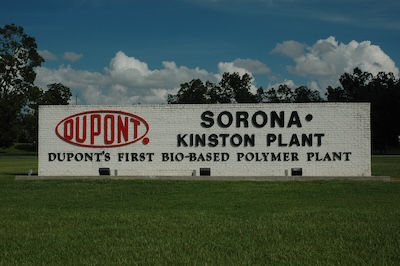 DUPONT
SORONA
KINSTON PLANT
DUPONT'S FIRST BIO-BASED POLYMER PLANT